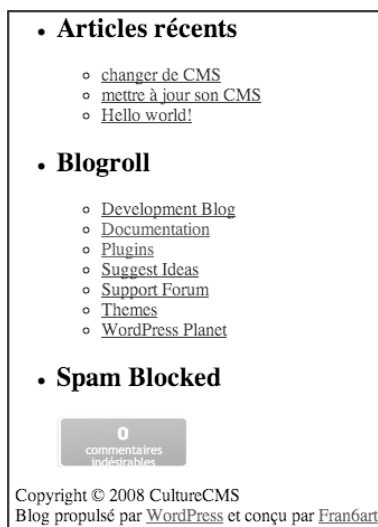 Articles récents
changer de CMS
mettre à jour son CMS
Hello world!
Blogroll
Development Blog
Documentation
Plugins
Suggest Ideas
Support Forum
Themes
WordPress Planet
Spam Blocked
0
commentaires
indésirables
Copyright © 2008 CultureCMS
Blog propulsé par WordPress et conçu par Fran6art